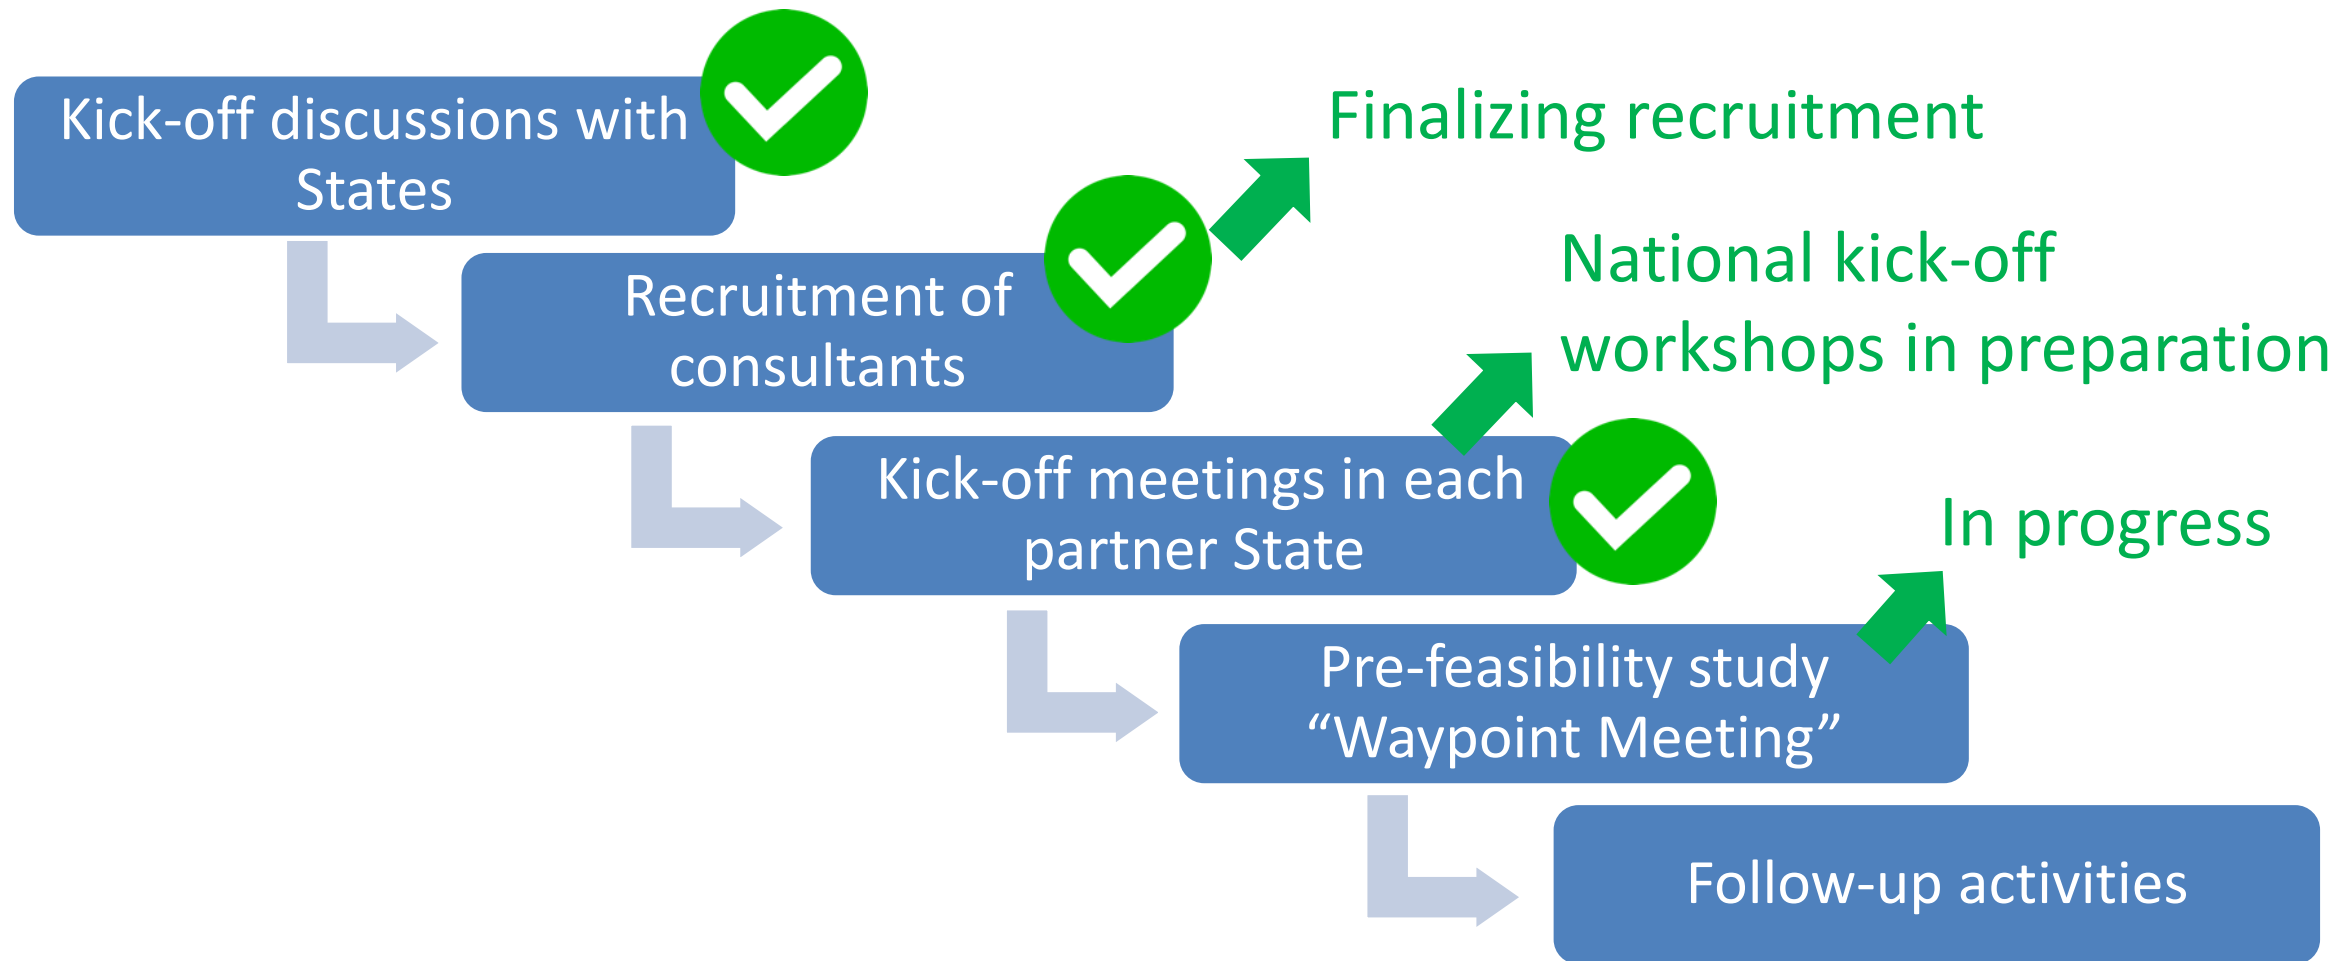 Kick-off discussions with
States
Finalizing recruitment
Recruitment of
consultants
National kick-off
workshops in preparation
Kick-off meetings in each
partner State
In progress
Pre-feasibility study
“Waypoint Meeting”
Follow-up activities